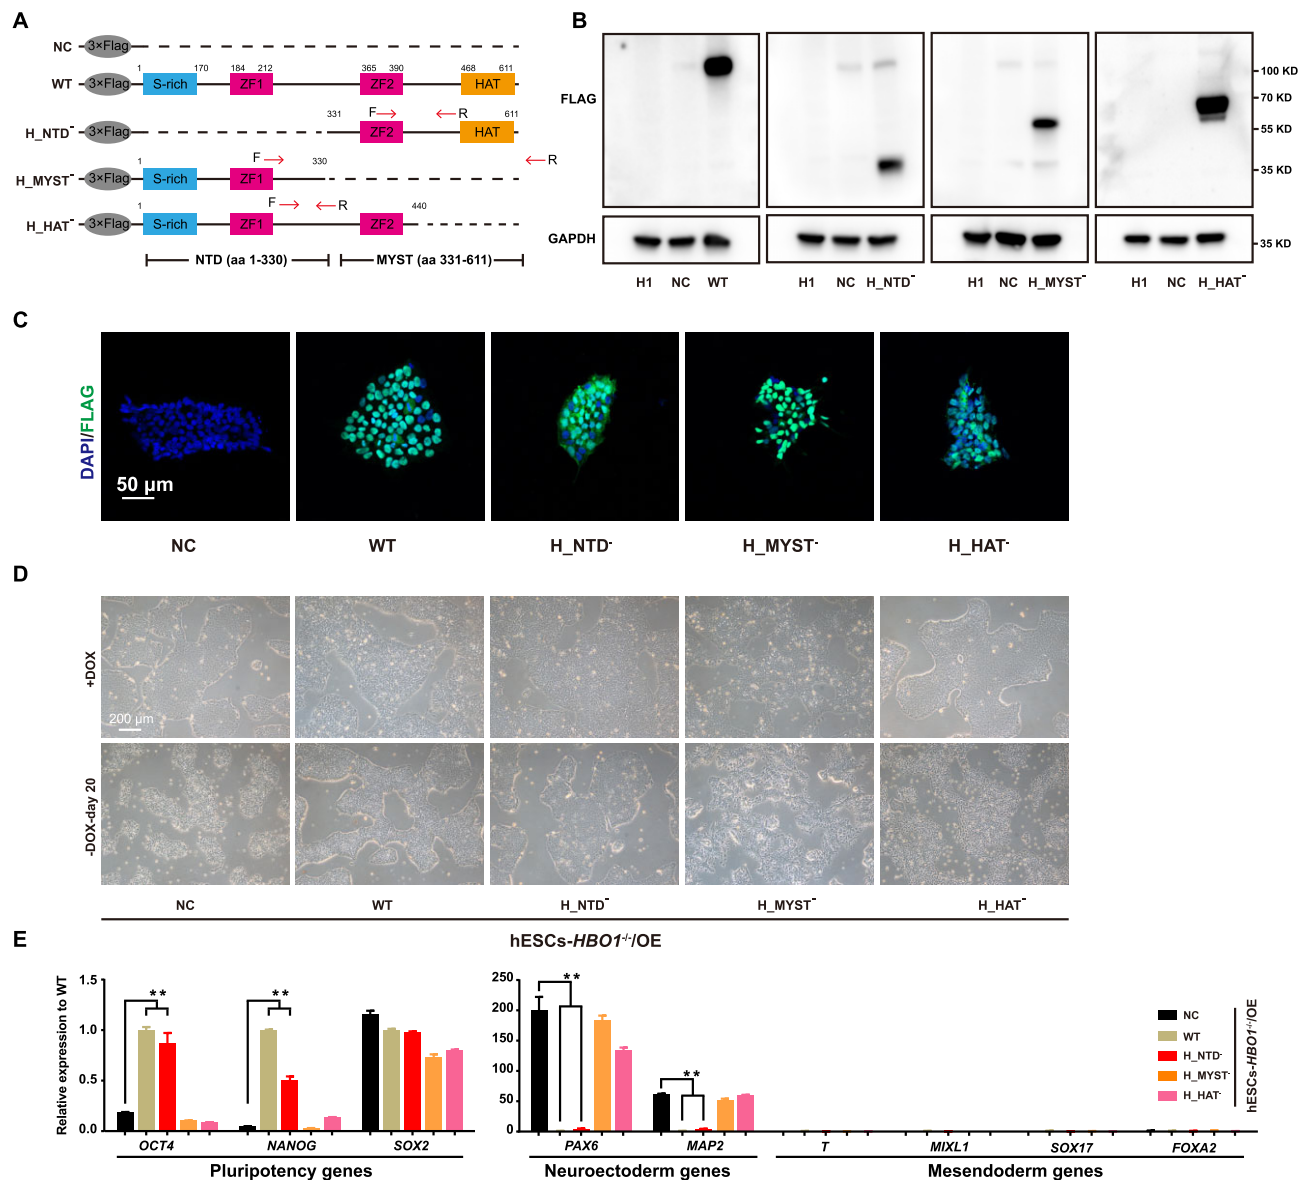 A
NC 3×Flag
1 170 184 212 365 390 468 611
WT 3×Flag S-rich ZF1 ZF2 HAT
331 F R 611
H_NTD⁻ 3×Flag ZF2 HAT
1 F 330 R
H_MYST⁻ 3×Flag S-rich ZF1
1 F R 440
H_HAT⁻ 3×Flag S-rich ZF1 ZF2
NTD (aa 1-330) MYST (aa 331-611)
B
FLAG
100 KD
70 KD
55 KD
35 KD
GAPDH
35 KD
H1 NC WT H1 NC H_NTD⁻ H1 NC H_MYST⁻ H1 NC H_HAT⁻
C
DAPI/FLAG
50 μm
NC WT H_NTD⁻ H_MYST⁻ H_HAT⁻
D
+DOX
200 μm
-DOX-day 20
NC WT H_NTD⁻ H_MYST⁻ H_HAT⁻
hESCs-HBO1⁻/⁻/OE
E
Relative expression to WT
1.5
1.0
0.5
0.0
** **
OCT4 NANOG SOX2
Pluripotency genes
250
200
150
100
50
0
**
**
PAX6 MAP2 T MIXL1 SOX17 FOXA2
Neuroectoderm genes Mesendoderm genes
NC
WT
H_NTD⁻
H_MYST⁻
H_HAT⁻
hESCs-HBO1⁻/⁻/OE